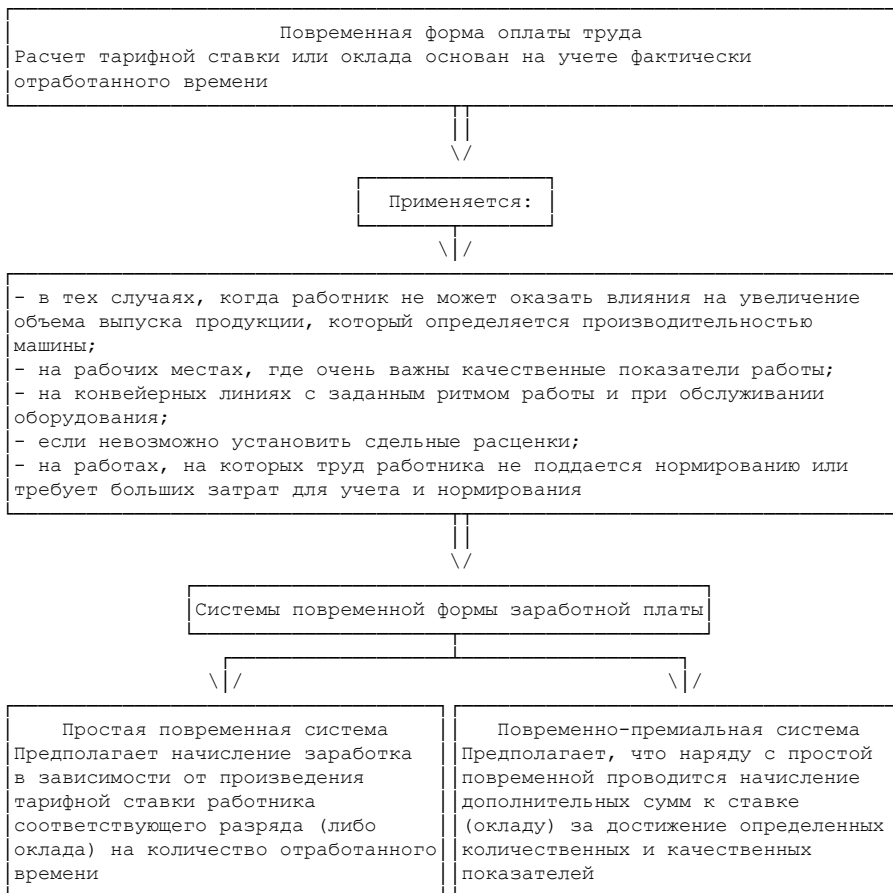 Повременная форма оплаты труда
Расчет тарифной ставки или оклада основан на учете фактически
отработанного времени
Применяется:
- в тех случаях, когда работник не может оказать влияния на увеличение
объема выпуска продукции, который определяется производительностью
машины;
- на рабочих местах, где очень важны качественные показатели работы;
- на конвейерных линиях с заданным ритмом работы и при обслуживании
оборудования;
- если невозможно установить сдельные расценки;
- на работах, на которых труд работника не поддается нормированию или
требует больших затрат для учета и нормирования
Системы повременной формы заработной платы
Простая повременная система
Предполагает начисление заработка
в зависимости от произведения
тарифной ставки работника
соответствующего разряда (либо
оклада) на количество отработанного
времени
Повременно-премиальная система
Предполагает, что наряду с простой
повременной проводится начисление
дополнительных сумм к ставке
(окладу) за достижение определенных
количественных и качественных
показателей